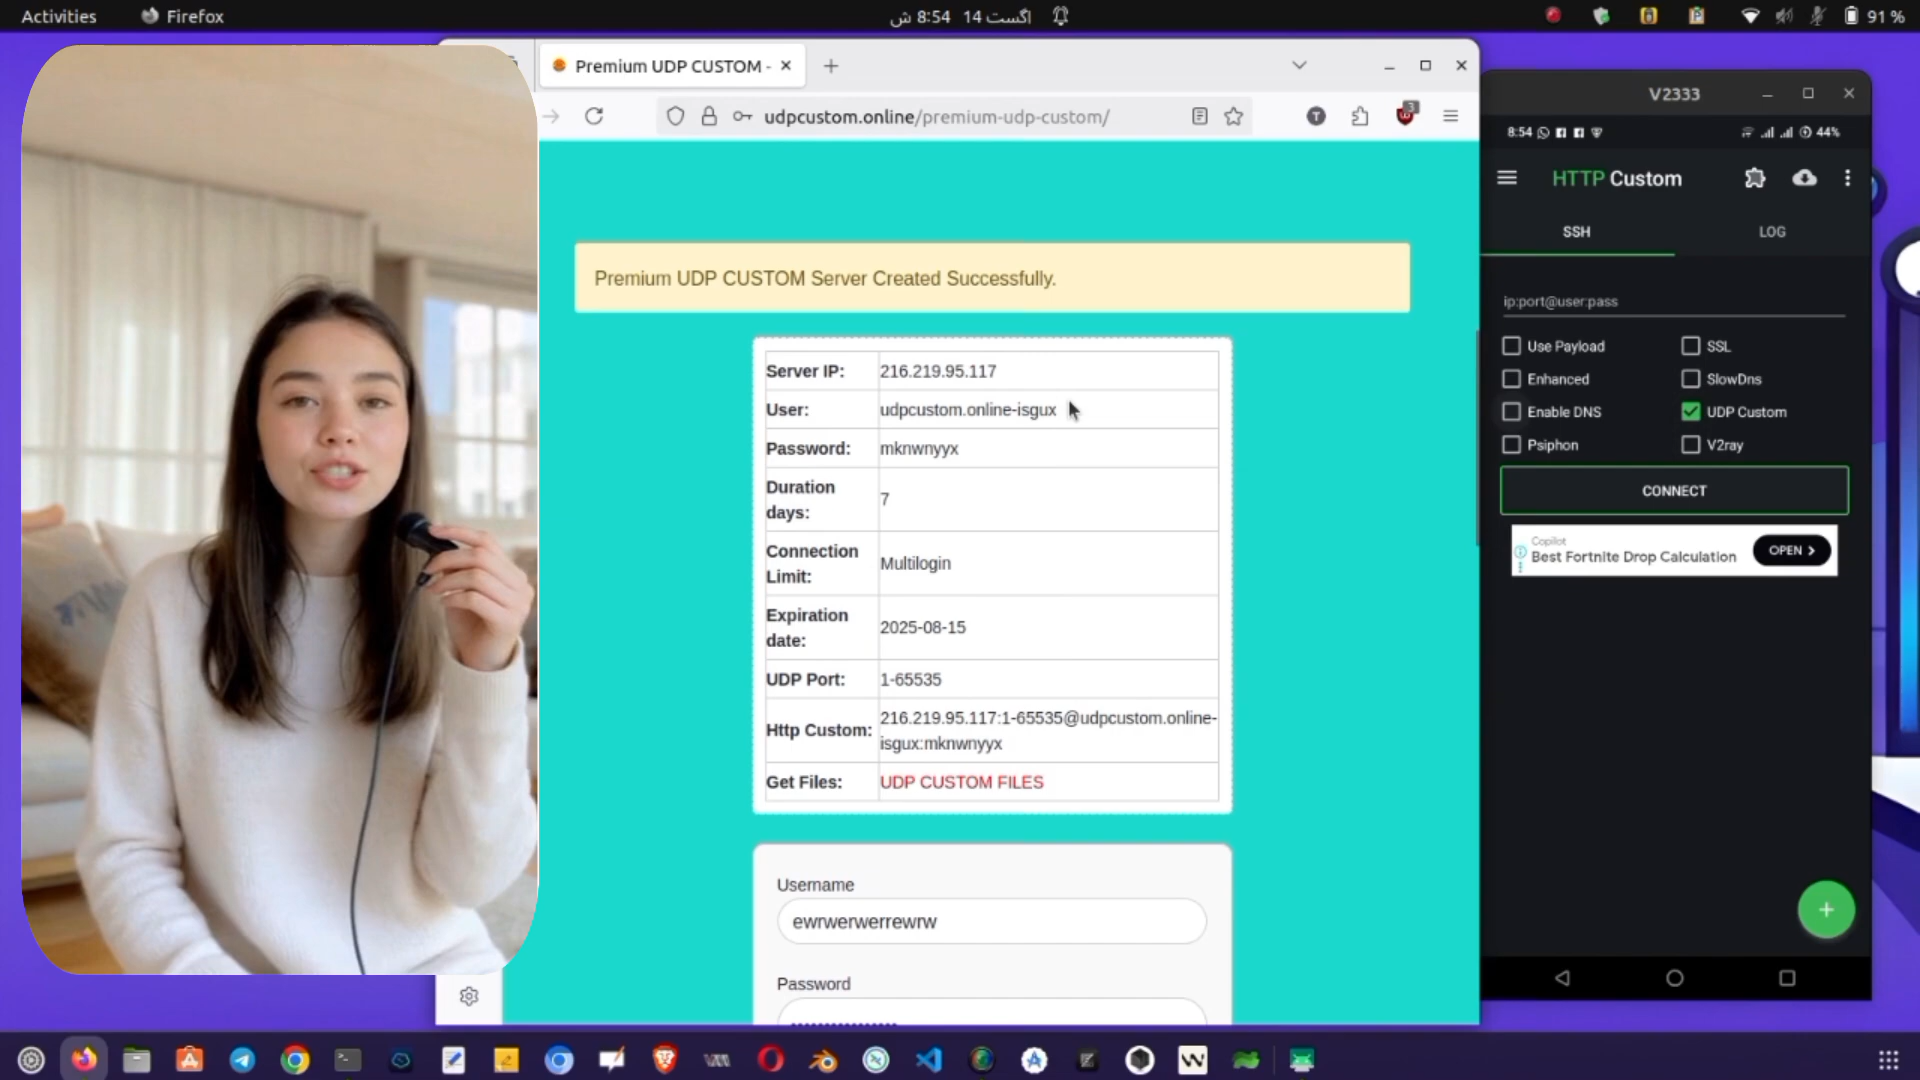 Activities
Firefox
8:54 ش
14 اگست
91 %
Premium UDP CUSTOM -
udpcustom.online/premium-udp-custom/
T
3
Premium UDP CUSTOM Server Created Successfully.
Server IP: 216.219.95.117
User: udpcustom.online-isgux
Password: mknwnyyx
Duration days: 7
Connection Limit: Multilogin
Expiration date: 2025-08-15
UDP Port: 1-65535
Http Custom: 216.219.95.117:1-65535@udpcustom.online-
isgux:mknwnyyx
Get Files: UDP CUSTOM FILES
Username
ewrwerwerrewrw
Password
V2333
8:54
44%
HTTP Custom
SSH
LOG
ip:port@user:pass
Use Payload
SSL
Enhanced
SlowDns
Enable DNS
UDP Custom
Psiphon
V2ray
CONNECT
Copilot
Best Fortnite Drop Calculation
OPEN